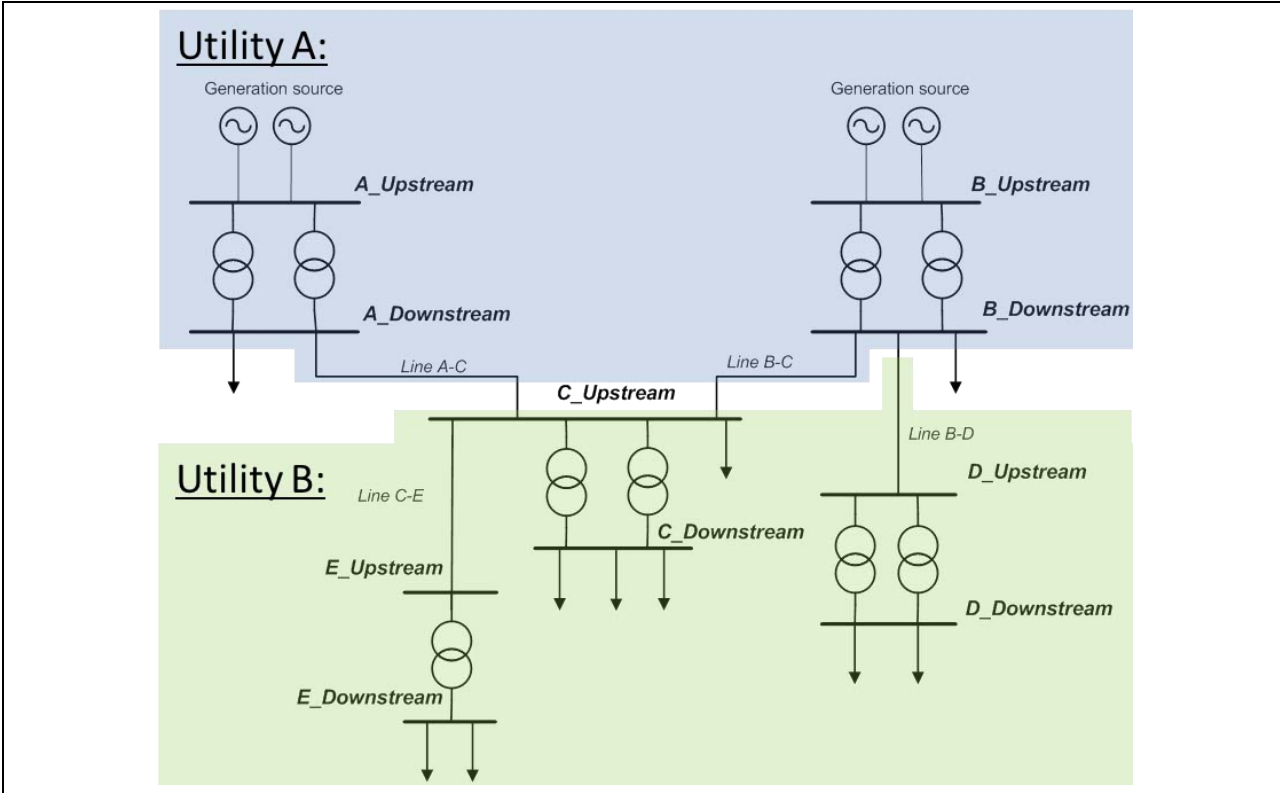 Utility A:
Generation source
Generation source
A_Upstream
B_Upstream
A_Downstream
B_Downstream
Line A-C
Line B-C
C_Upstream
Line B-D
Utility B:
D_Upstream
Line C-E
C_Downstream
E_Upstream
D_Downstream
E_Downstream